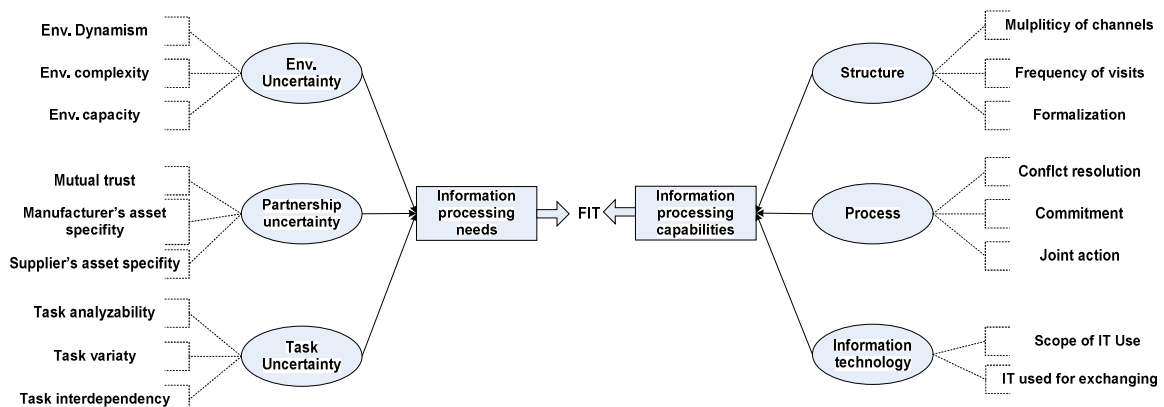 Env. Dynamism
Env. complexity
Env. capacity
Env.
Uncertainty
Mutual trust
Manufacturer's asset
specifity
Supplier's asset specifity
Partnership
uncertainty
Task analyzability
Task variaty
Task interdependency
Task
Uncertainty
Information
processing
needs
FIT
Information
processing
capabilities
Structure
Mulpliticy of channels
Frequency of visits
Formalization
Process
Conflct resolution
Commitment
Joint action
Information
technology
Scope of IT Use
IT used for exchanging